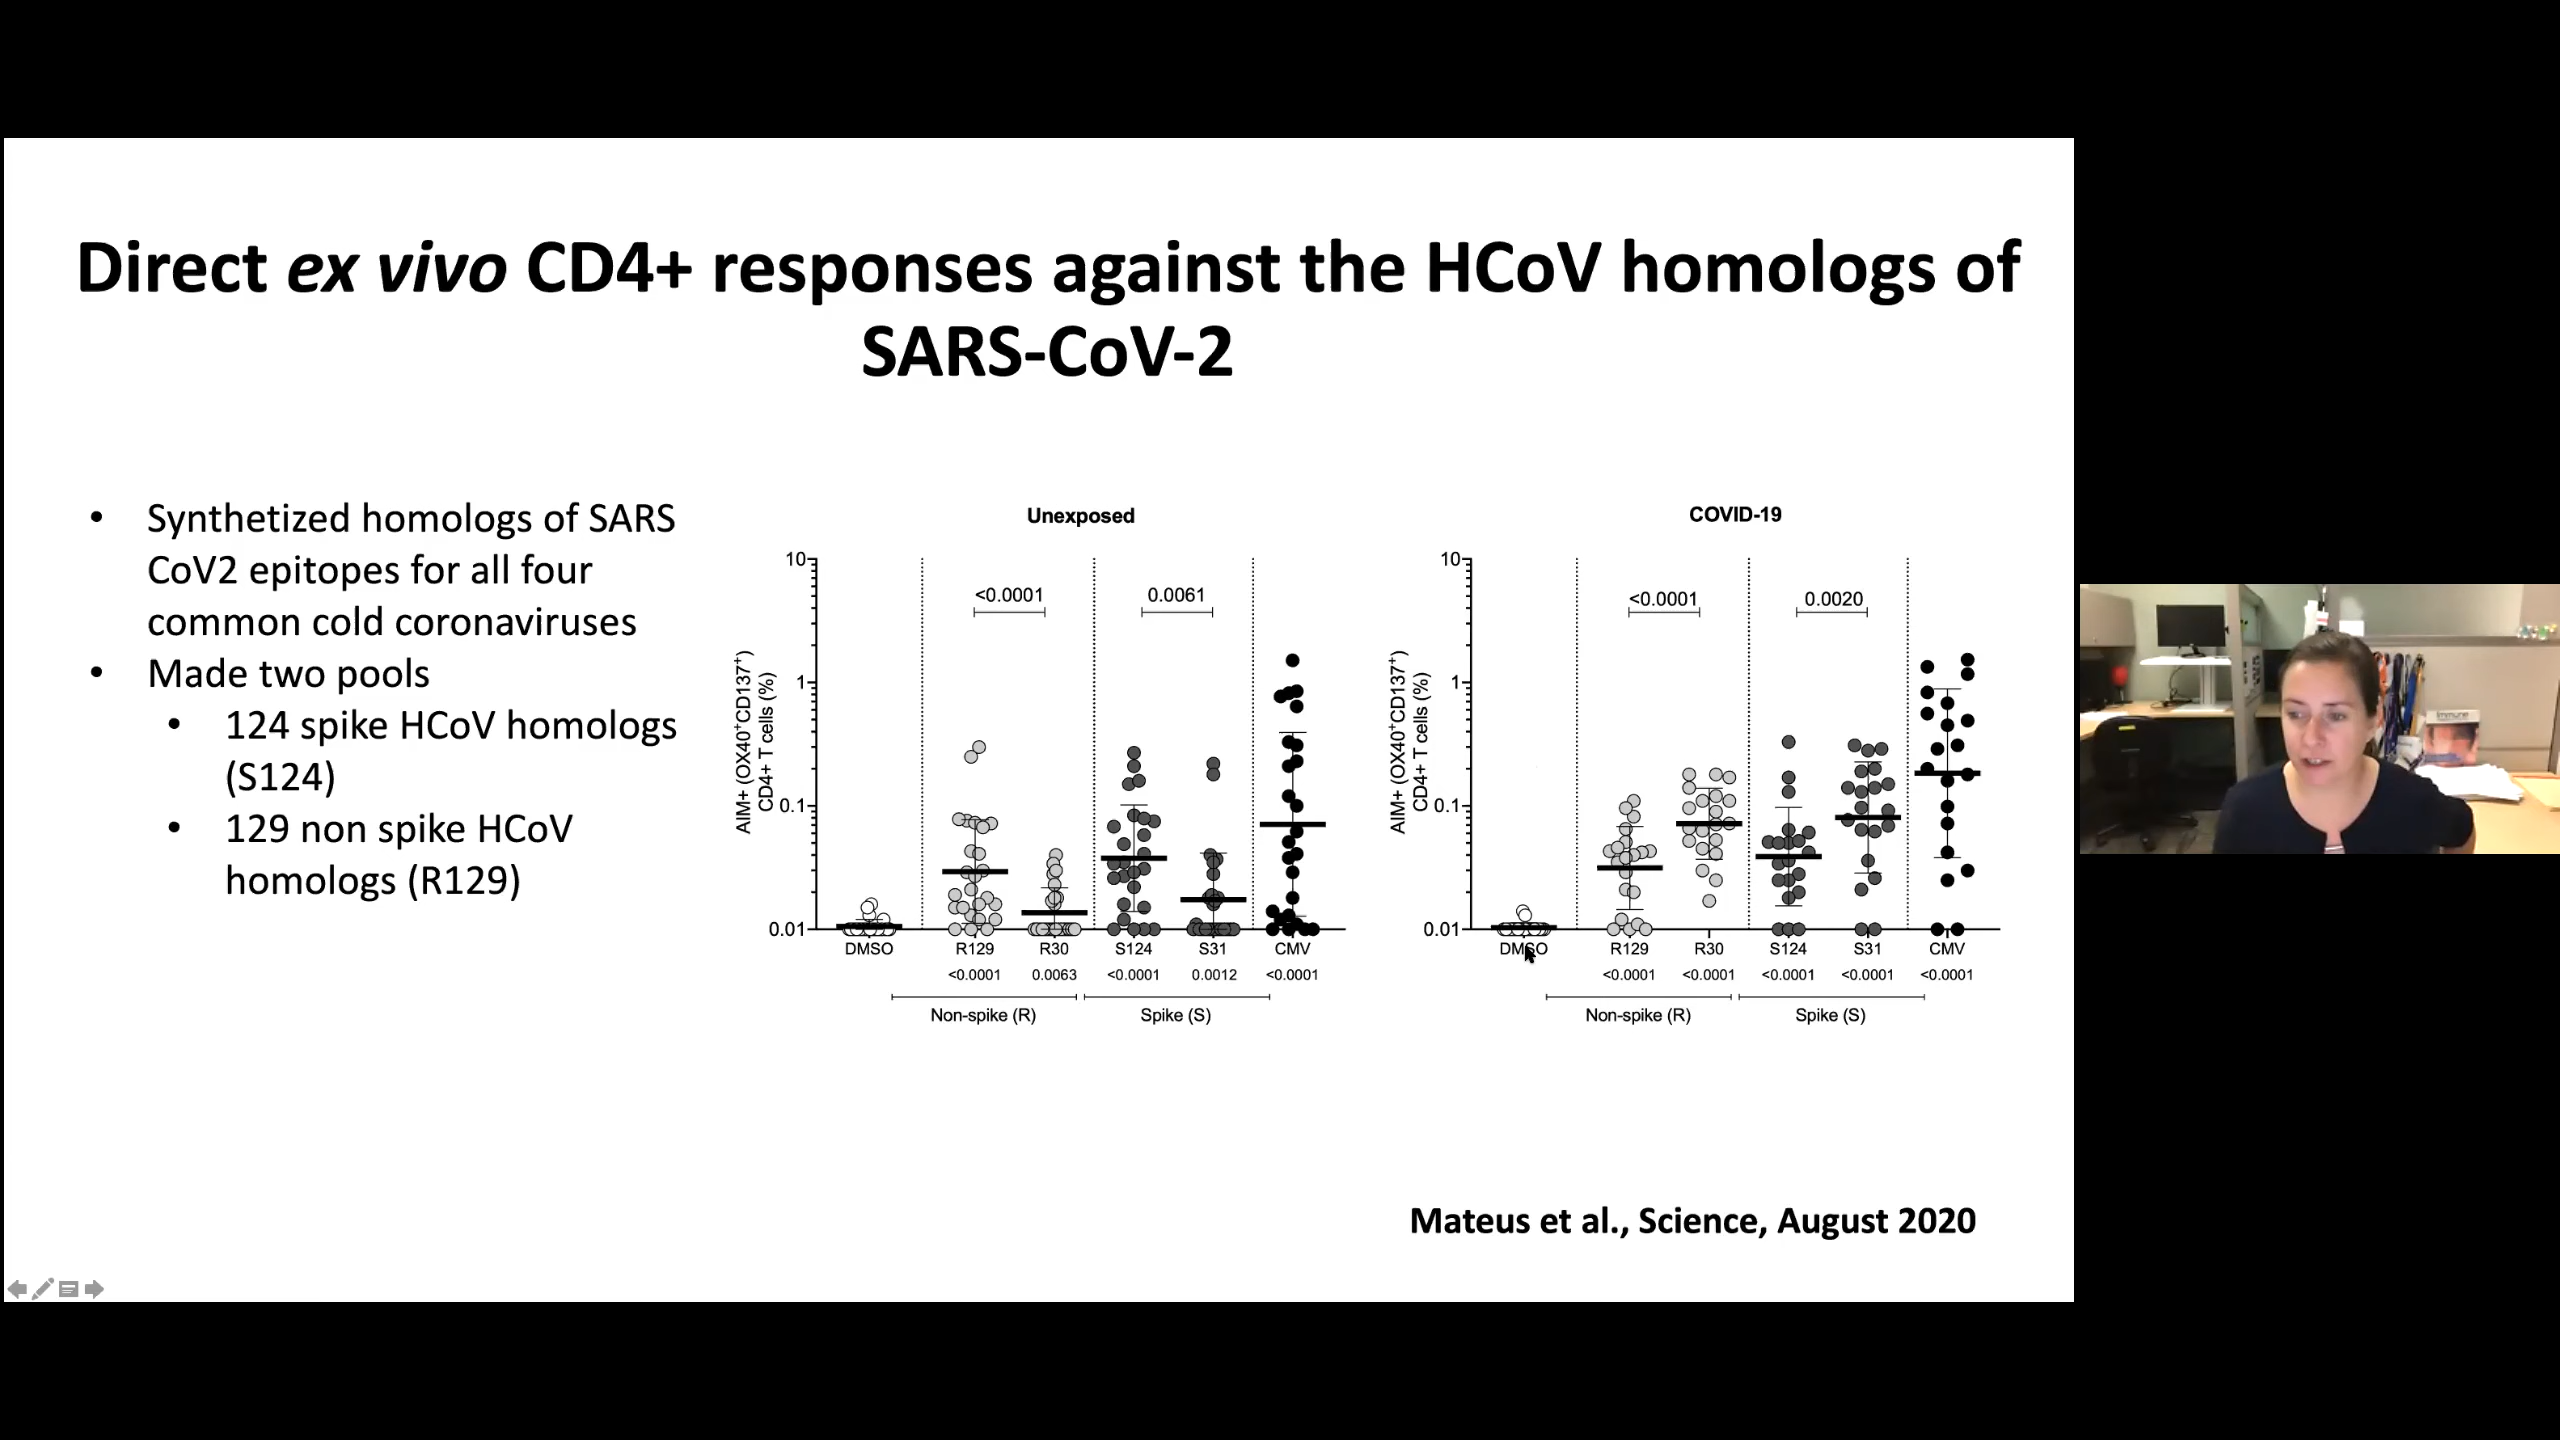 Direct ex vivo CD4+ responses against the HCoV homologs of
SARS-CoV-2
• Synthetized homologs of SARS
CoV2 epitopes for all four
common cold coronaviruses
• Made two pools
• 124 spike HCoV homologs
(S124)
• 129 non spike HCoV
homologs (R129)
Unexposed
AIM+ (OX40⁺CD137⁺)
CD4+ T cells (%)
10
1
0.1
0.01
<0.0001
0.0061
DMSO R129 R30 S124 S31 CMV
<0.0001 0.0063 <0.0001 0.0012 <0.0001
Non-spike (R) Spike (S)
COVID-19
AIM+ (OX40⁺CD137⁺)
CD4+ T cells (%)
10
1
0.1
0.01
<0.0001
0.0020
DMSO R129 R30 S124 S31 CMV
<0.0001 <0.0001 <0.0001 <0.0001 <0.0001
Non-spike (R) Spike (S)
Mateus et al., Science, August 2020
Immune